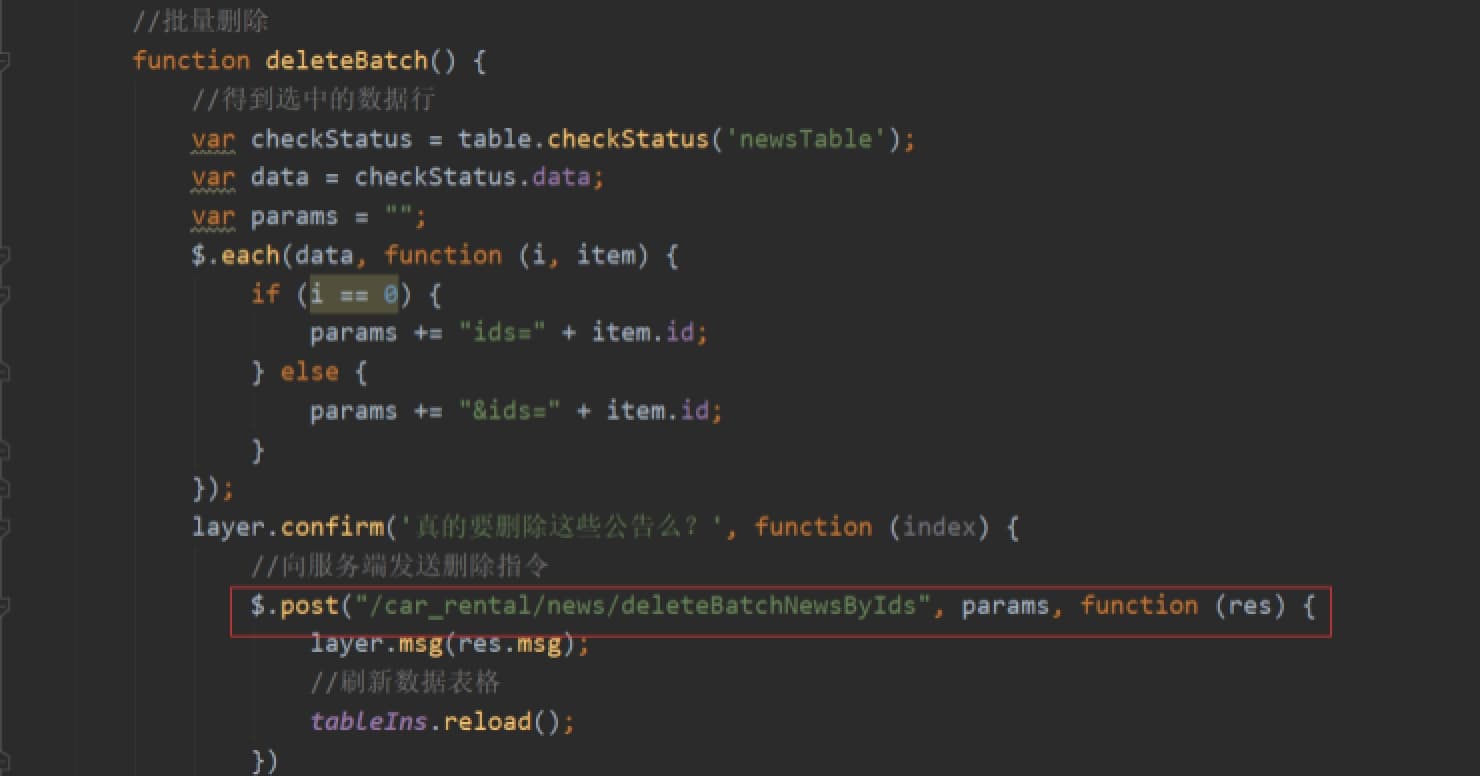 //批量删除
function deleteBatch() {
//得到选中的数据行
var checkStatus = table.checkStatus('newsTable');
var data = checkStatus.data;
var params = "";
$.each(data, function (i, item) {
if (i == 0) {
params += "ids=" + item.id;
} else {
params += "&ids=" + item.id;
}
});
layer.confirm('真的要删除这些公告么？', function (index) {
//向服务端发送删除指令
$.post("/car_rental/news/deleteBatchNewsByIds", params, function (res) {
layer.msg(res.msg);
//刷新数据表格
tableIns.reload();
})